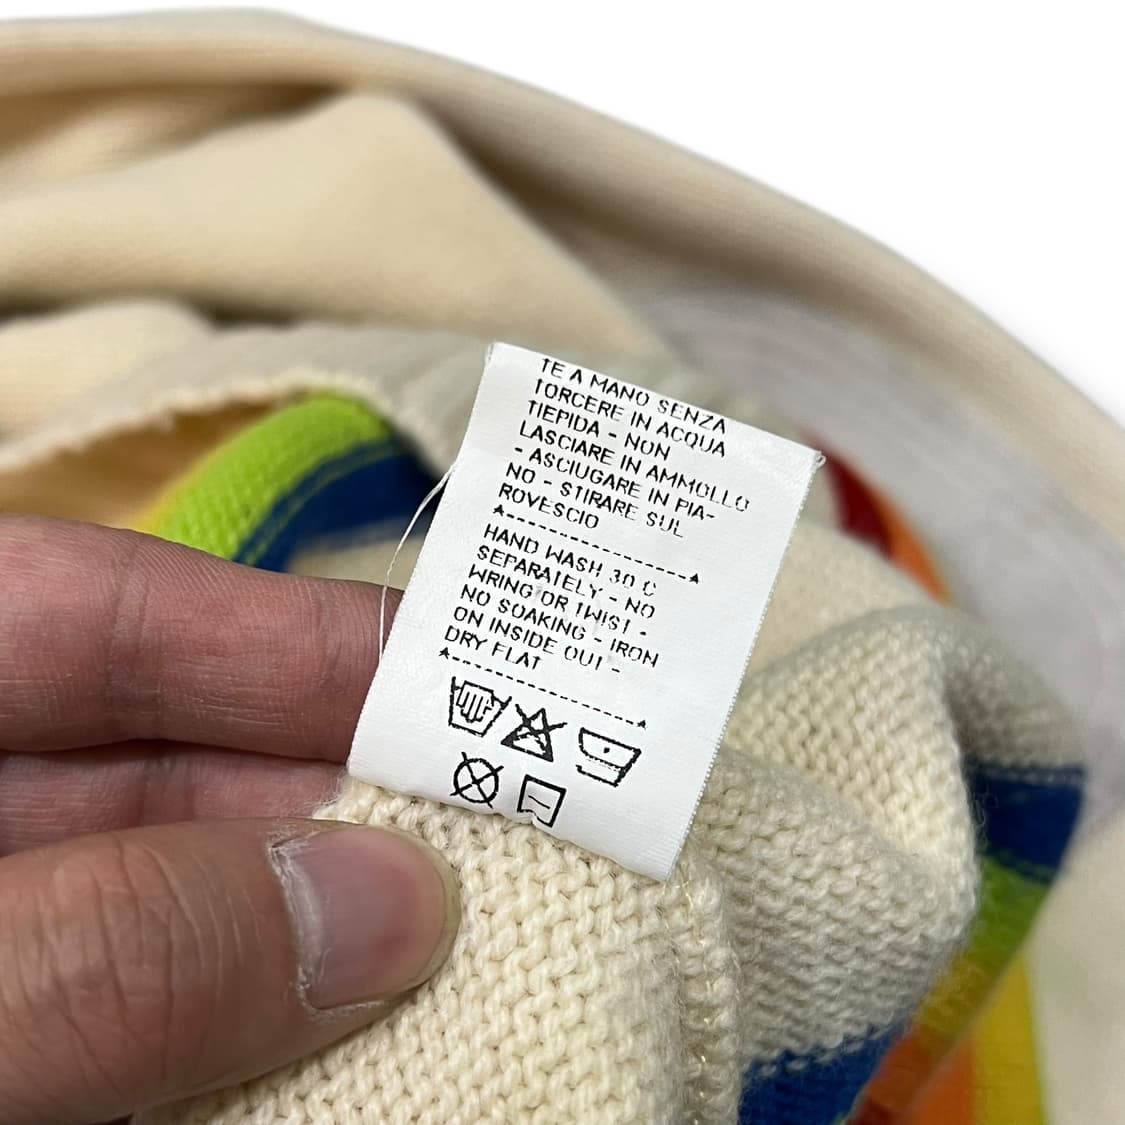 TE A MANO SENZA
TORCERE IN ACQUA
TIEPIDA - NON
LASCIARE IN AMMOLLO
- ASCIUGARE IN PIA-
NO - STIRARE SUL
ROVESCIO
HAND WASH 30 C
SEPARATELY - NO
WRING OR TWIST -
NO SOAKING - IRON
ON INSIDE OUT -
DRY FLAT